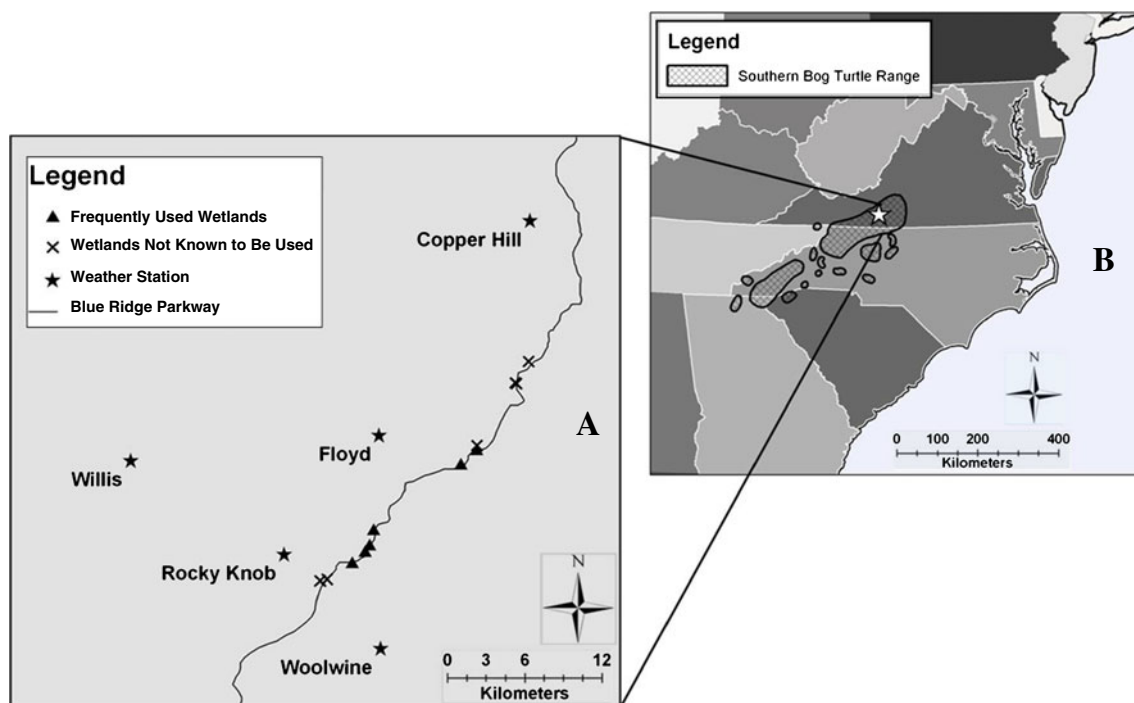 Legend
Frequently Used Wetlands
Wetlands Not Known to Be Used
Weather Station
Blue Ridge Parkway
Copper Hill
Floyd
Willis
Rocky Knob
Woolwine
A
N
0 3 6 12
Kilometers
Legend
Southern Bog Turtle Range
B
N
0 100 200 400
Kilometers